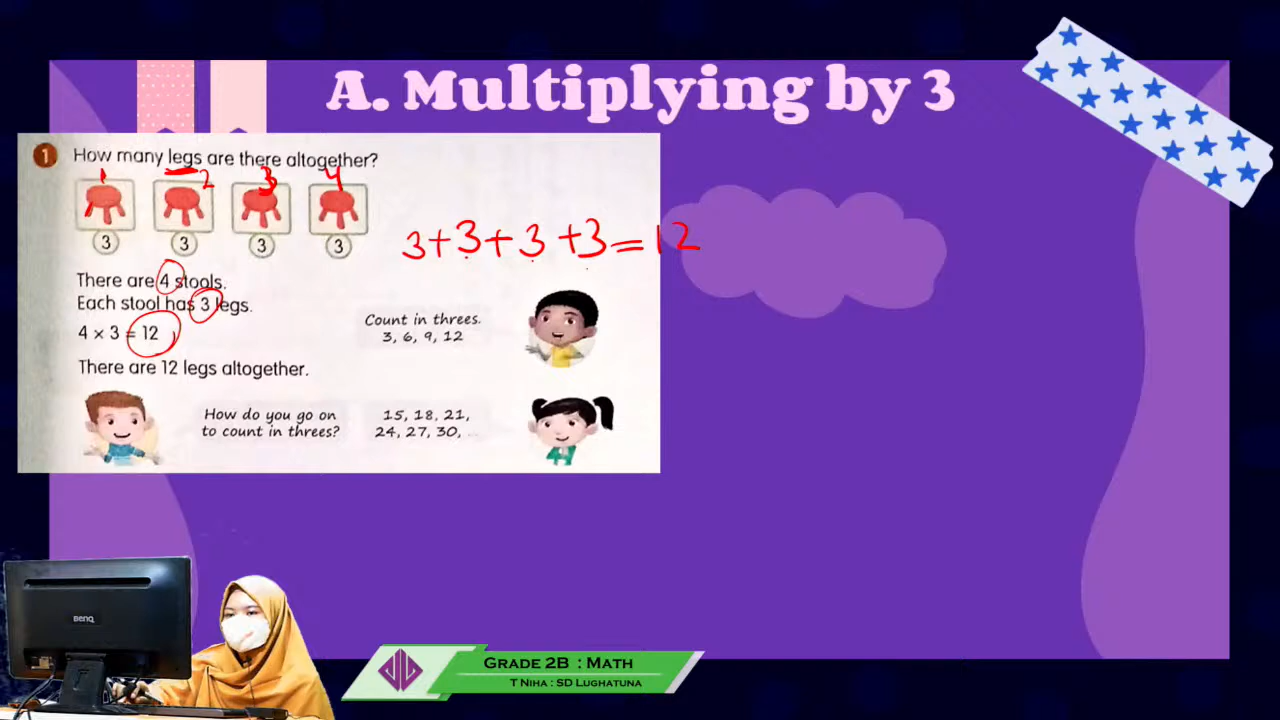 A. Multiplying by 3
1 How many legs are there altogether?
1 2 3 4
3 3 3 3
3+3+3+3=12
There are 4 stools.
Each stool has 3 legs.
4 × 3 = 12
Count in threes.
3, 6, 9, 12
There are 12 legs altogether.
How do you go on
to count in threes?
15, 18, 21,
24, 27, 30, ...
BenQ
Grade 2B : Math
T Niha : SD Lughatuna